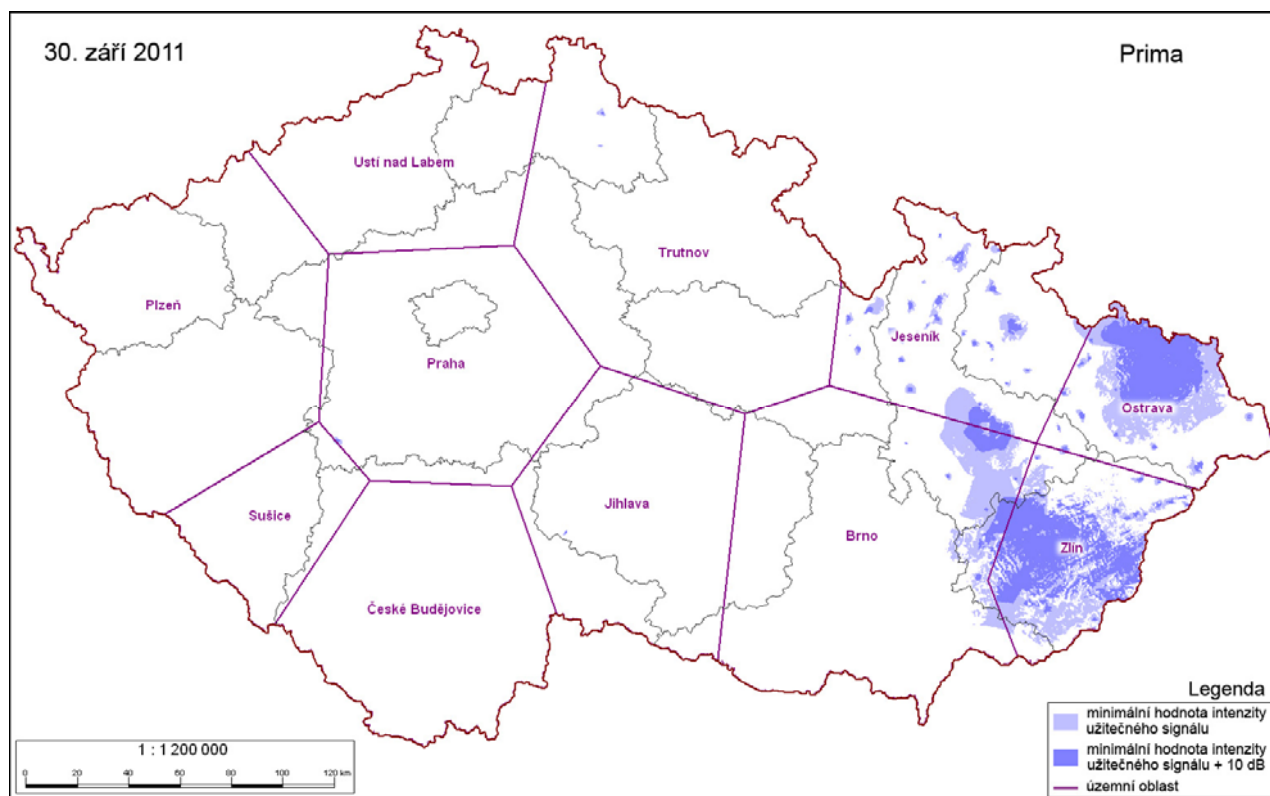 30. září 2011
Prima
Ustí nad Labem
Trutnov
Plzeň
Jeseník
Praha
Ostrava
Sušice
Jihlava
Brno
Zlín
České Budějovice
Legenda
minimální hodnota intenzity
užitečného signálu
minimální hodnota intenzity
užitečného signálu + 10 dB
územní oblast
1 : 1 200 000
0 20 40 60 80 100 120 km